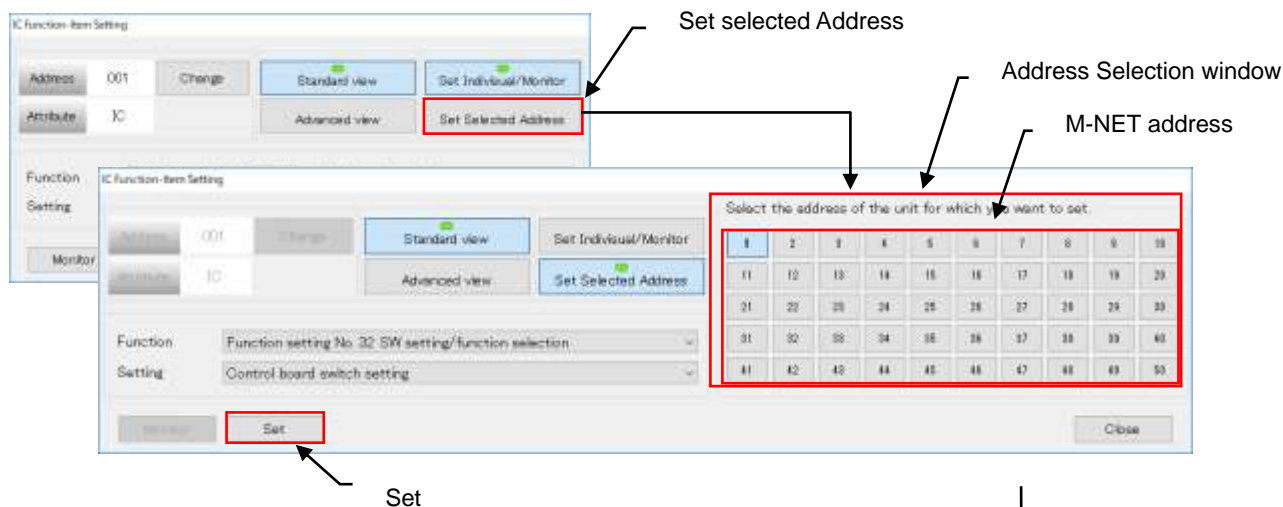 Set selected Address
IC Function-Item Setting
Address Selection window
Address 001 Change Standard view Set Indivisual/Monitor
M-NET address
Attribute IC Advanced view Set Selected Address
Function
IC Function-Item Setting
Setting
Select the address of the unit for which you want to set.
Address 001 Change Standard view Set Indivisual/Monitor
1 2 3 4 5 6 7 8 9 10
Monitor
Attribute IC Advanced view Set Selected Address
11 12 13 14 15 16 17 18 19 20
21 22 23 24 25 26 27 28 29 30
Function Function setting No. 32 SW setting/function selection
31 32 33 34 35 36 37 38 39 40
Setting Control board switch setting
41 42 43 44 45 46 47 48 49 50
Monitor Set Close
Set